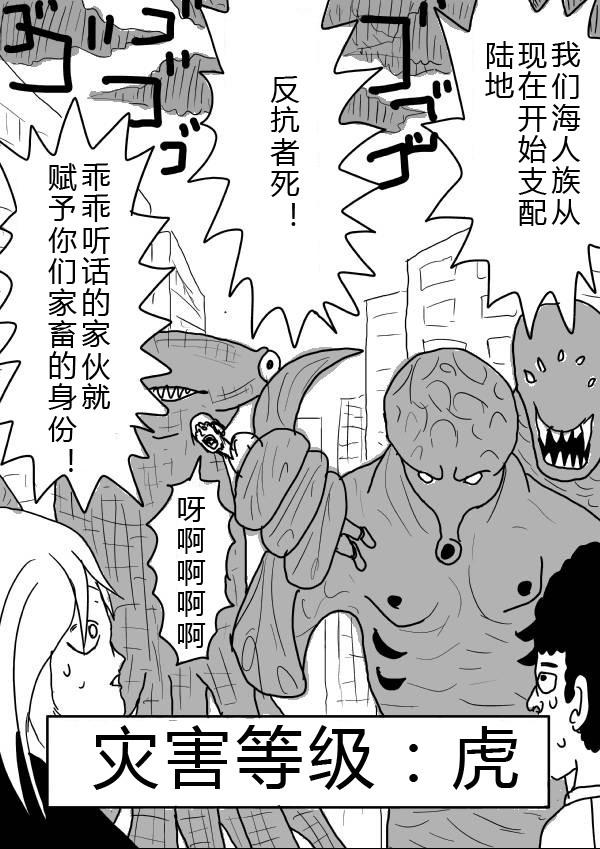 我们海人族从
现在开始支配
陆地
反抗者死！
乖乖听话的家伙就
赋予你们家畜的身份！
呀啊啊啊啊
ゴゴゴ
ゴゴゴ
灾害等级：虎